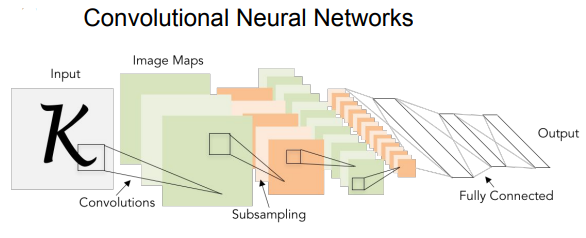 Convolutional Neural Networks
Image Maps
Input
K
Output
Fully Connected
Convolutions
Subsampling